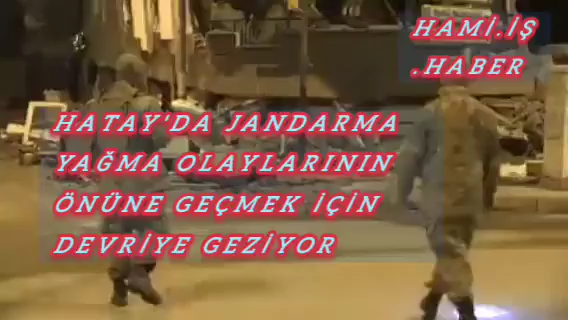 HAMİ.İŞ
.HABER
HATAY'DA JANDARMA
YAĞMA OLAYLARININ
ÖNÜNE GEÇMEK İÇİN
DEVRİYE GEZİYOR